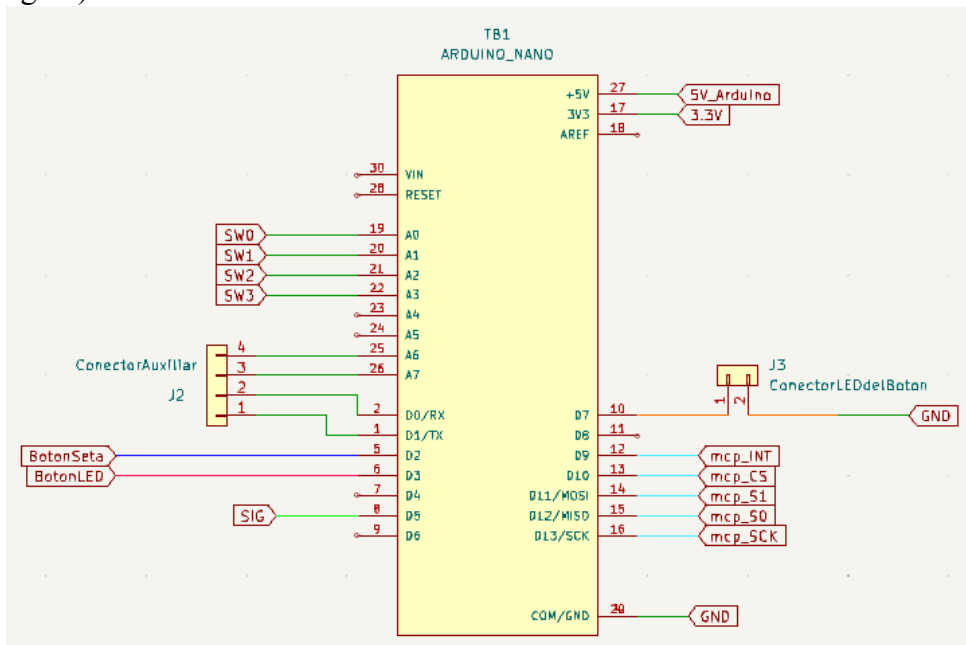 TB1
ARDUINO_NANO
+5V 27 5V_Arduino
3V3 17 3.3V
AREF 18
30 VIN
28 RESET
SW0 19 A0
SW1 20 A1
SW2 21 A2
SW3 22 A3
23 A4
24 A5
ConectorAuxiliar 4 25 A6
3 26 A7
J2 2 2 D0/RX
1 1 D1/TX
BotonSeta 5 D2
BotonLED 6 D3
7 D4
SIG 8 D5
9 D6
J3
ConectorLEDdelBoton
1 2
D7 10 GND
D8 11
D9 12 mcp_INT
D10 13 mcp_CS
D11/MOSI 14 mcp_S1
D12/MISO 15 mcp_S0
D13/SCK 16 mcp_SCK
COM/GND GND